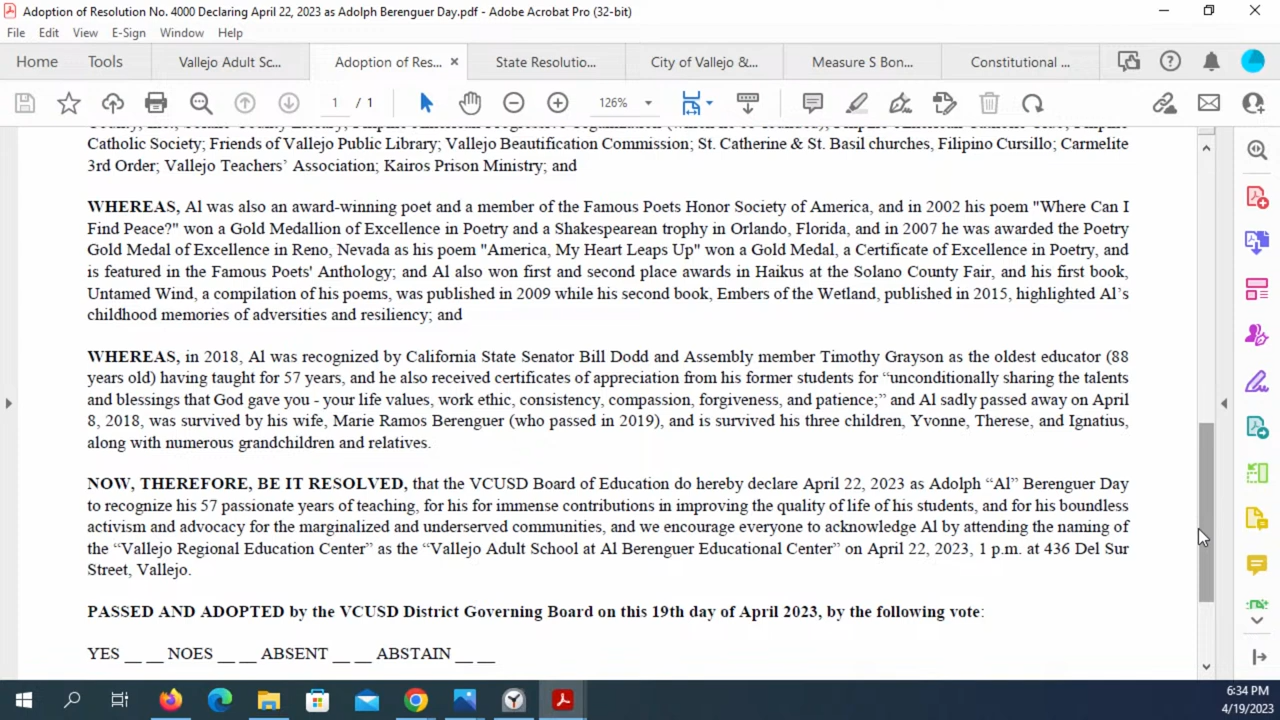 Adoption of Resolution No. 4000 Declaring April 22, 2023 as Adolph Berenguer Day.pdf - Adobe Acrobat Pro (32-bit)
File Edit View E-Sign Window Help
Home Tools Vallejo Adult Sc... Adoption of Res... × State Resolutio... City of Vallejo &... Measure S Bon... Constitutional ...
1 / 1 126%
Catholic Society; Friends of Vallejo Public Library; Vallejo Beautification Commission; St. Catherine & St. Basil churches, Filipino Cursillo; Carmelite
3rd Order; Vallejo Teachers’ Association; Kairos Prison Ministry; and
WHEREAS, Al was also an award-winning poet and a member of the Famous Poets Honor Society of America, and in 2002 his poem "Where Can I
Find Peace?" won a Gold Medallion of Excellence in Poetry and a Shakespearean trophy in Orlando, Florida, and in 2007 he was awarded the Poetry
Gold Medal of Excellence in Reno, Nevada as his poem "America, My Heart Leaps Up" won a Gold Medal, a Certificate of Excellence in Poetry, and
is featured in the Famous Poets' Anthology; and Al also won first and second place awards in Haikus at the Solano County Fair, and his first book,
Untamed Wind, a compilation of his poems, was published in 2009 while his second book, Embers of the Wetland, published in 2015, highlighted Al’s
childhood memories of adversities and resiliency; and
WHEREAS, in 2018, Al was recognized by California State Senator Bill Dodd and Assembly member Timothy Grayson as the oldest educator (88
years old) having taught for 57 years, and he also received certificates of appreciation from his former students for “unconditionally sharing the talents
and blessings that God gave you - your life values, work ethic, consistency, compassion, forgiveness, and patience;” and Al sadly passed away on April
8, 2018, was survived by his wife, Marie Ramos Berenguer (who passed in 2019), and is survived his three children, Yvonne, Therese, and Ignatius,
along with numerous grandchildren and relatives.
NOW, THEREFORE, BE IT RESOLVED, that the VCUSD Board of Education do hereby declare April 22, 2023 as Adolph “Al” Berenguer Day
to recognize his 57 passionate years of teaching, for his for immense contributions in improving the quality of life of his students, and for his boundless
activism and advocacy for the marginalized and underserved communities, and we encourage everyone to acknowledge Al by attending the naming of
the “Vallejo Regional Education Center” as the “Vallejo Adult School at Al Berenguer Educational Center” on April 22, 2023, 1 p.m. at 436 Del Sur
Street, Vallejo.
PASSED AND ADOPTED by the VCUSD District Governing Board on this 19th day of April 2023, by the following vote:
YES __ __ NOES __ __ ABSENT __ __ ABSTAIN __ __
6:34 PM
4/19/2023